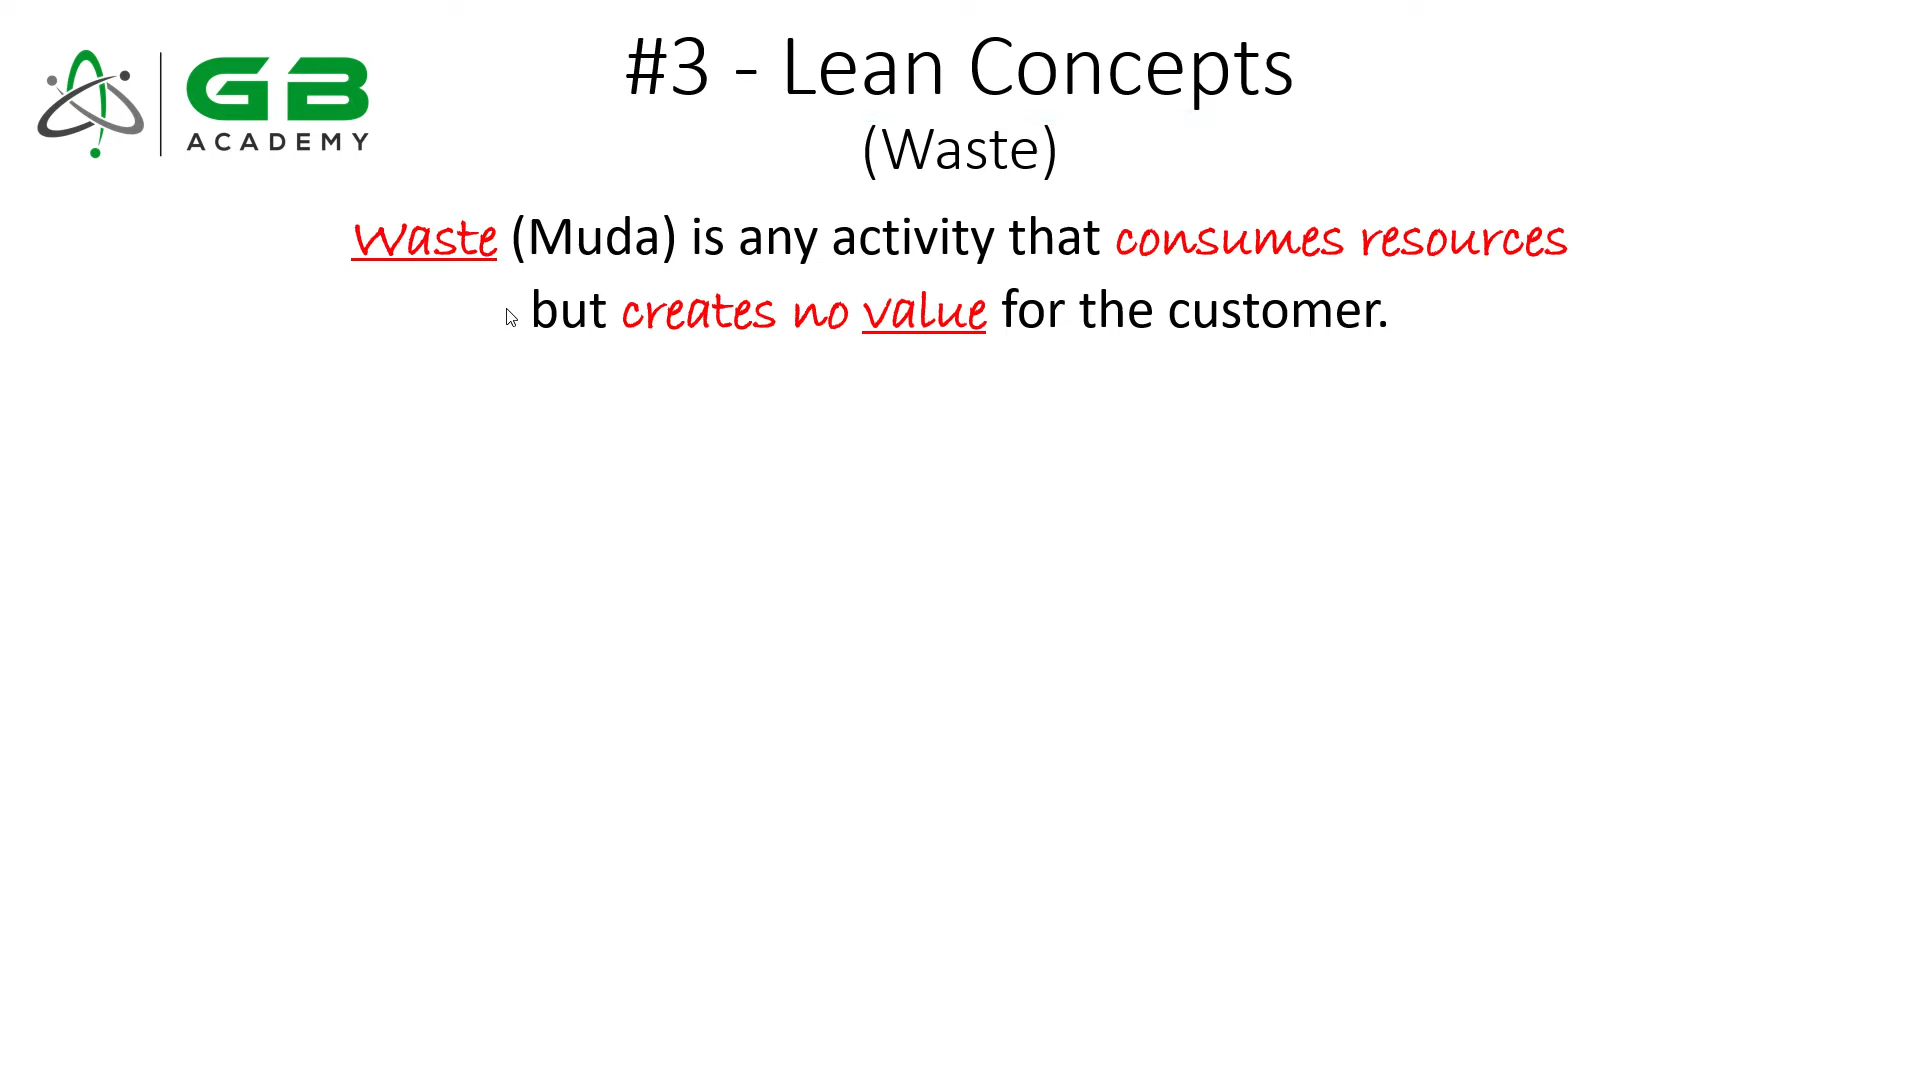 GB
ACADEMY
#3 - Lean Concepts
(Waste)
Waste (Muda) is any activity that consumes resources
but creates no value for the customer.